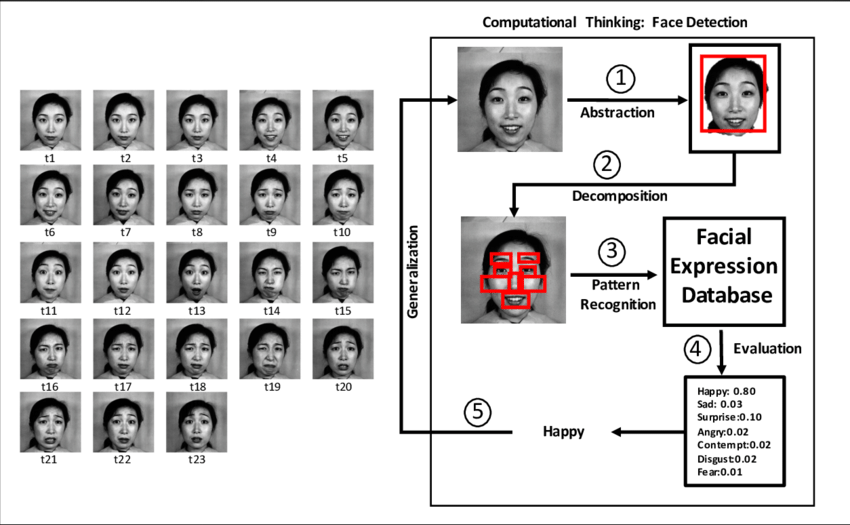 Computational Thinking: Face Detection
t1 t2 t3 t4 t5
t6 t7 t8 t9 t10
t11 t12 t13 t14 t15
t16 t17 t18 t19 t20
t21 t22 t23
Generalization
1
Abstraction
2
Decomposition
3
Pattern
Recognition
Facial
Expression
Database
4
Evaluation
Happy: 0.80
Sad: 0.03
Surprise:0.10
Angry:0.02
Contempt:0.02
Disgust:0.02
Fear:0.01
Happy
5